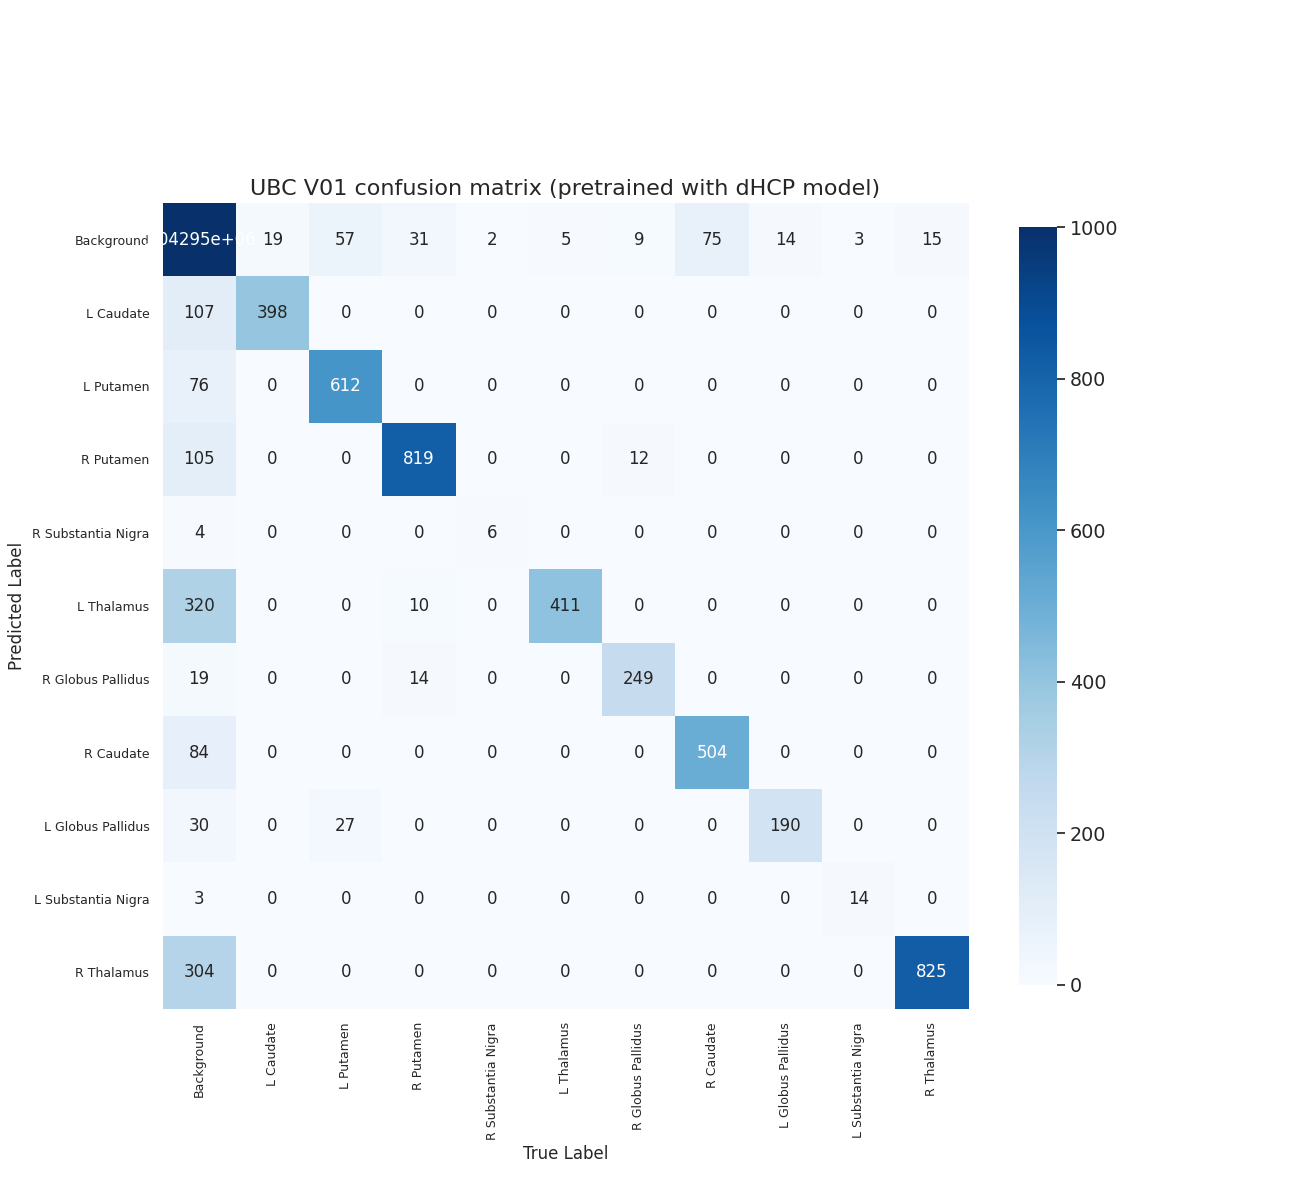 UBC V01 confusion matrix (pretrained with dHCP model)
Background 19 57 31 2 5 9 75 14 3 15
L Caudate 107 398 0 0 0 0 0 0 0 0 0
L Putamen 76 0 612 0 0 0 0 0 0 0 0
R Putamen 105 0 0 819 0 0 12 0 0 0 0
R Substantia Nigra 4 0 0 0 6 0 0 0 0 0 0
L Thalamus 320 0 0 10 0 411 0 0 0 0 0
R Globus Pallidus 19 0 0 14 0 0 249 0 0 0 0
R Caudate 84 0 0 0 0 0 0 504 0 0 0
L Globus Pallidus 30 0 27 0 0 0 0 0 190 0 0
L Substantia Nigra 3 0 0 0 0 0 0 0 0 14 0
R Thalamus 304 0 0 0 0 0 0 0 0 0 825
Background
L Caudate
L Putamen
R Putamen
R Substantia Nigra
L Thalamus
R Globus Pallidus
R Caudate
L Globus Pallidus
L Substantia Nigra
R Thalamus
True Label
Predicted Label
1000
800
600
400
200
0